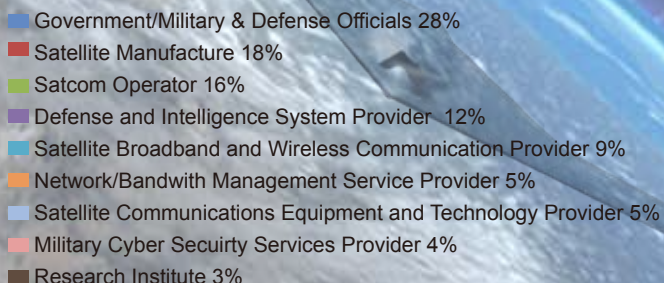 Government/Military & Defense Officials 28%
Satellite Manufacture 18%
Satcom Operator 16%
Defense and Intelligence System Provider 12%
Satellite Broadband and Wireless Communication Provider 9%
Network/Bandwith Management Service Provider 5%
Satellite Communications Equipment and Technology Provider 5%
Military Cyber Secuirty Services Provider 4%
Research Institute 3%